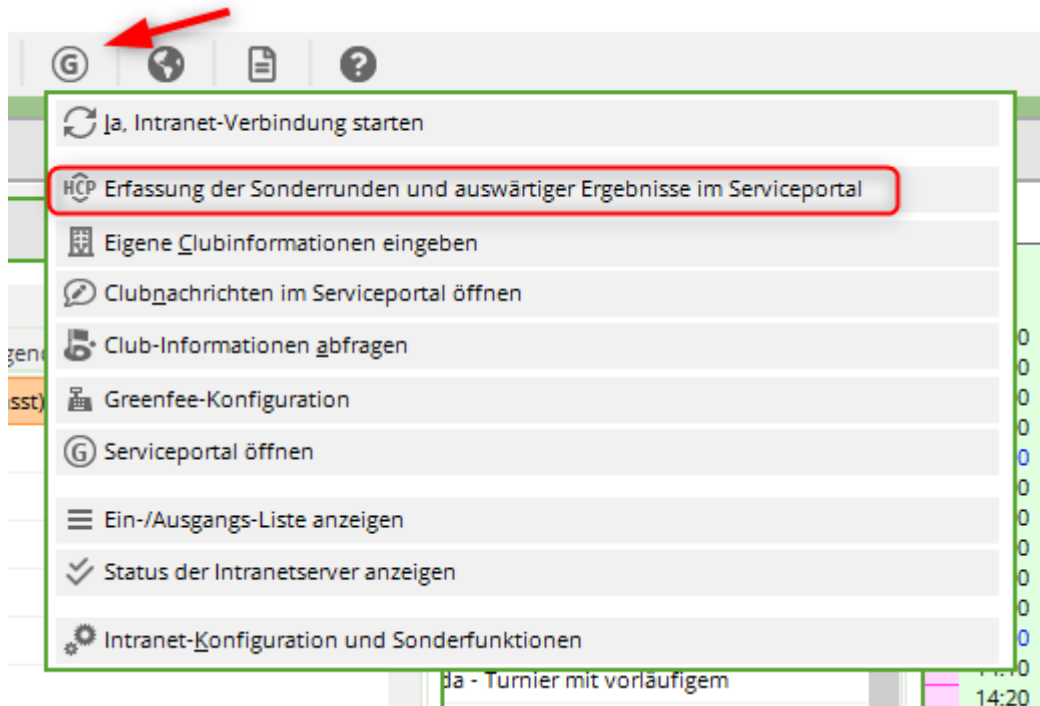 G ?
Ja, Intranet-Verbindung starten
HCP Erfassung der Sonderrunden und auswärtiger Ergebnisse im Serviceportal
Eigene Clubinformationen eingeben
Clubnachrichten im Serviceportal öffnen
Club-Informationen abfragen
Greenfee-Konfiguration
sst)
G Serviceportal öffnen
Ein-/Ausgangs-Liste anzeigen
Status der Intranetserver anzeigen
Intranet-Konfiguration und Sonderfunktionen
da - Turnier mit vorläufigem
14:20